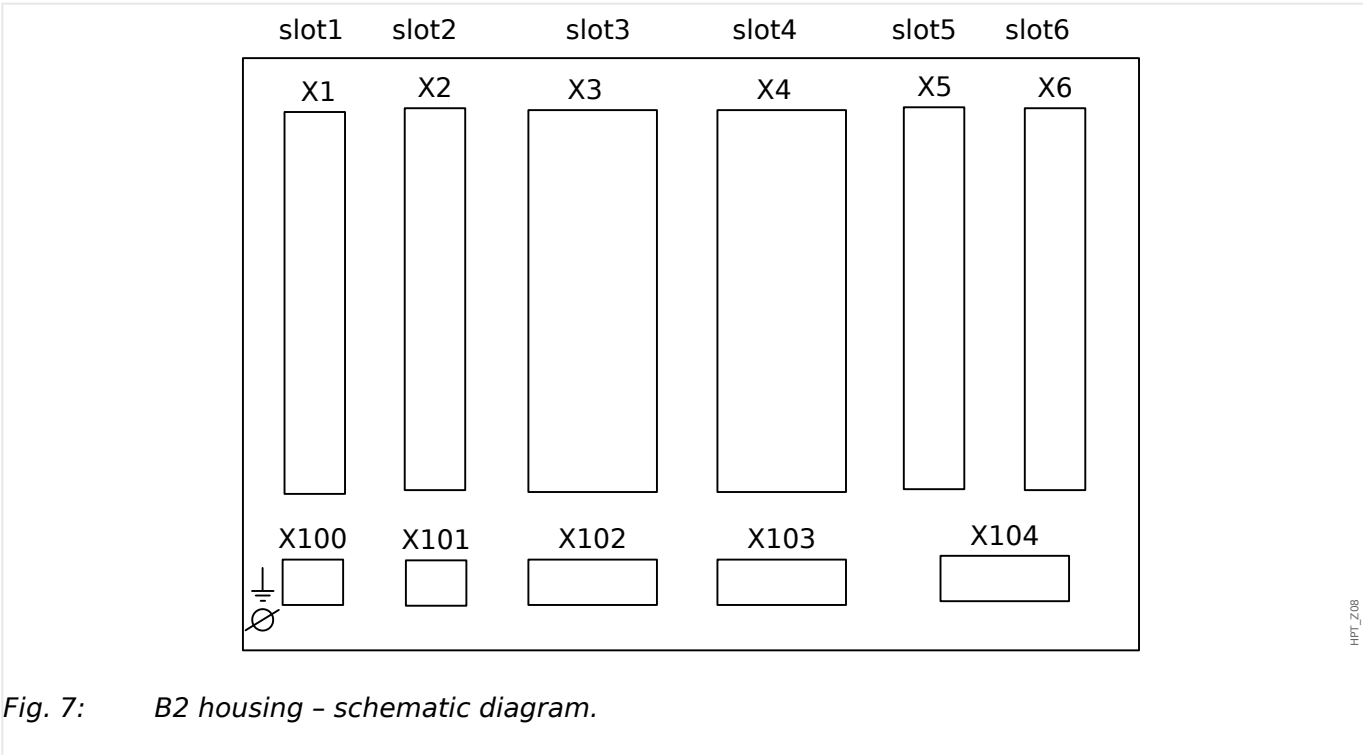 slot1 slot2 slot3 slot4 slot5 slot6
X1 X2 X3 X4 X5 X6
X100 X101 X102 X103 X104
HPT_Z08
Fig. 7: B2 housing – schematic diagram.